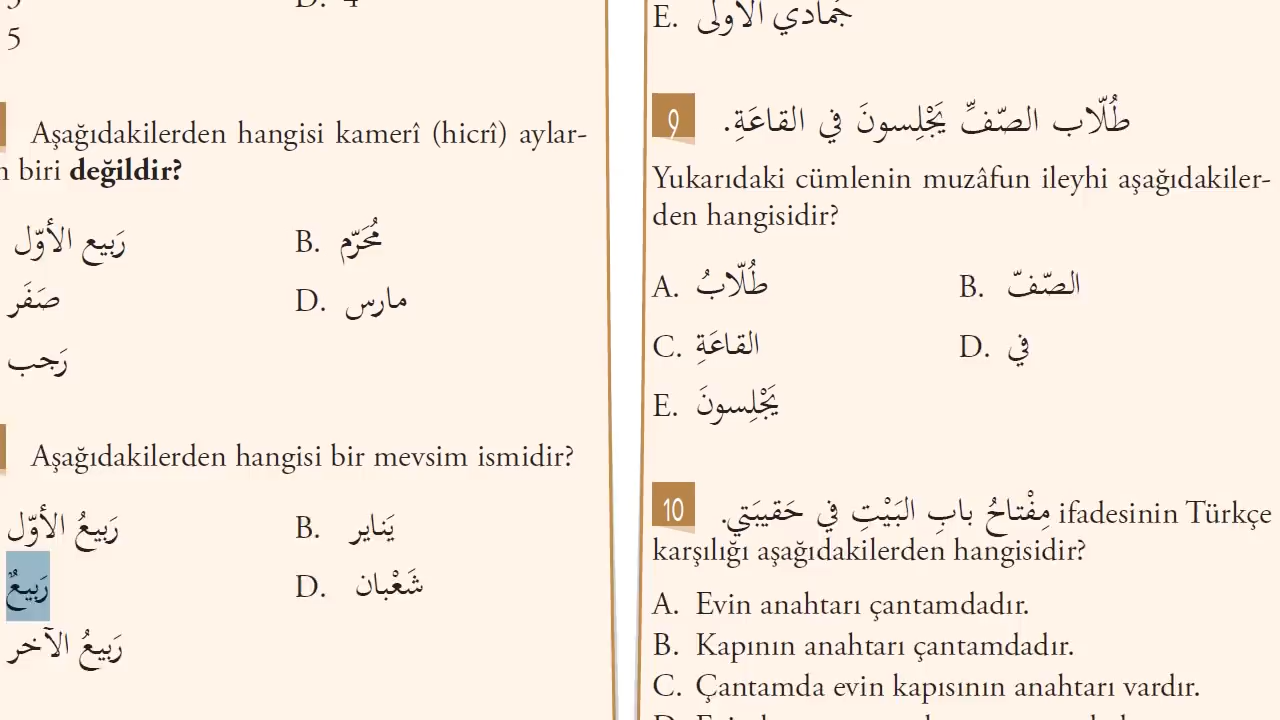 D. 4
5
Aşağıdakilerden hangisi kamerî (hicrî) aylar-
n biri değildir?
رَبيع الأوّل
B. مُحَرّم
صَفَر
D. مارس
رَجب
Aşağıdakilerden hangisi bir mevsim ismidir?
رَبيعُ الأوّل
B. يَناير
رَبيعٌ
D. شَعْبان
رَبيعُ الآخر
E. جُمادي الأولى
9 طُلّاب الصّفِّ يَجْلِسونَ في القاعَةِ.
Yukarıdaki cümlenin muzâfun ileyhi aşağıdakiler-
den hangisidir?
A. طُلّابُ
B. الصّفّ
C. القاعَةِ
D. في
E. يَجْلِسونَ
10 مِفْتاحُ بابِ البَيْتِ في حَقيبَتي. ifadesinin Türkçe
karşılığı aşağıdakilerden hangisidir?
A. Evin anahtarı çantamdadır.
B. Kapının anahtarı çantamdadır.
C. Çantamda evin kapısının anahtarı vardır.